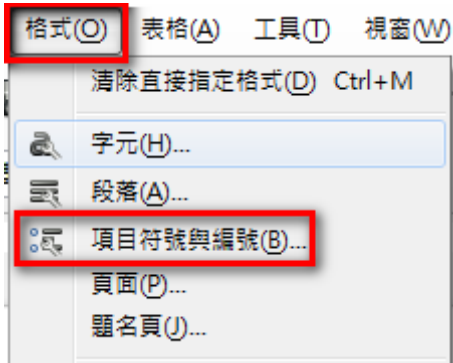 格式(O) 表格(A) 工具(T) 視窗(W)
清除直接指定格式(D) Ctrl+M
字元(H)...
段落(A)...
項目符號與編號(B)...
頁面(P)...
題名頁(J)...